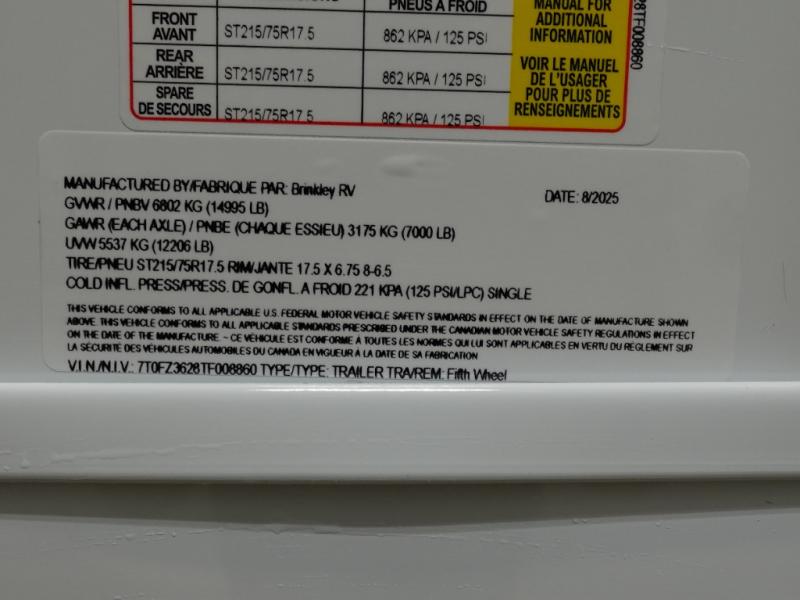 PNEUS À FROID
MANUAL FOR
ADDITIONAL
INFORMATION
FRONT
AVANT
ST215/75R17.5
862 KPA / 125 PSI
REAR
ARRIÈRE
ST215/75R17.5
862 KPA / 125 PSI
SPARE
DE SECOURS
ST215/75R17.5
862 KPA / 125 PSI
VOIR LE MANUEL
DE L'USAGER
POUR PLUS DE
RENSEIGNEMENTS
8TF008860
MANUFACTURED BY/FABRIQUE PAR: Brinkley RV
DATE: 8/2025
GVWR / PNBV 6802 KG (14995 LB)
GAWR (EACH AXLE) / PNBE (CHAQUE ESSIEU) 3175 KG (7000 LB)
UVW 5537 KG (12206 LB)
TIRE/PNEU ST215/75R17.5 RIM/JANTE 17.5 X 6.75 8-6.5
COLD INFL. PRESS/PRESS. DE GONFL. A FROID 221 KPA (125 PSI/LPC) SINGLE
THIS VEHICLE CONFORMS TO ALL APPLICABLE U.S. FEDERAL MOTOR VEHICLE SAFETY STANDARDS IN EFFECT ON THE DATE OF MANUFACTURE SHOWN
ABOVE. THIS VEHICLE CONFORMS TO ALL APPLICABLE STANDARDS PRESCRIBED UNDER THE CANADIAN MOTOR VEHICLE SAFETY REGULATIONS IN EFFECT
ON THE DATE OF THE MANUFACTURE. ~ CE VÉHICULE EST CONFORME À TOUTES LES NORMES QUI LUI SONT APPLICABLES EN VERTU DU RÈGLEMENT SUR
LA SÉCURITÉ DES VÉHICULES AUTOMOBILES DU CANADA EN VIGUEUR À LA DATE DE SA FABRICATION
V.I.N./N.I.V.: 7T0FZ3628TF008860 TYPE/TYPE: TRAILER TRA/REM: Fifth Wheel